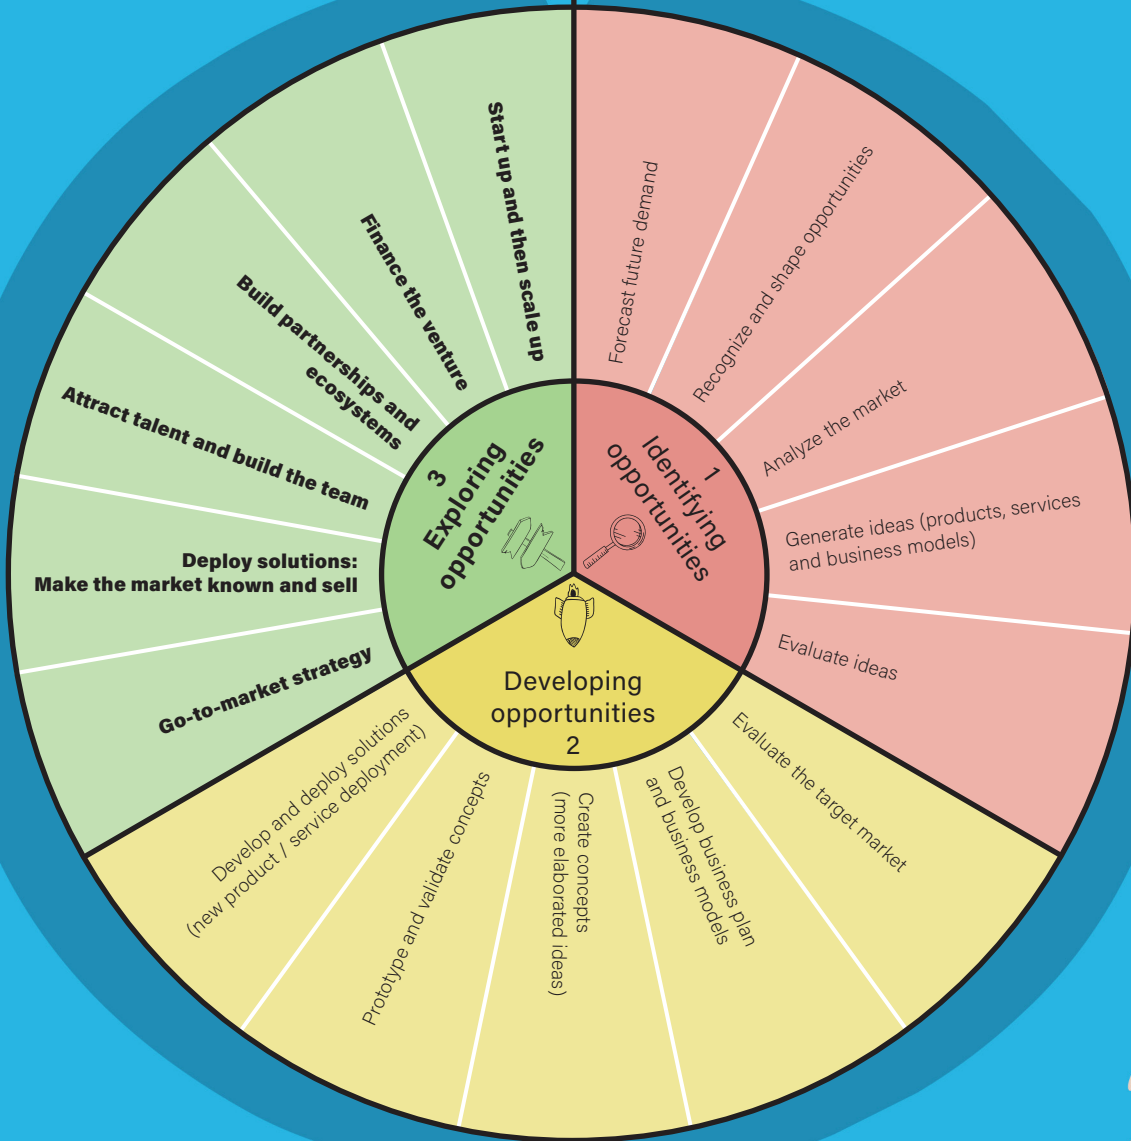 1
Identifying
opportunities
Forecast future demand
Recognize and shape opportunities
Analyze the market
Generate ideas (products, services
and business models)
Evaluate ideas
Developing
opportunities
2
Evaluate the target market
Develop business plan
and business models
Create concepts
(more elaborated ideas)
Prototype and validate concepts
Develop and deploy solutions
(new product / service deployment)
3
Exploring
opportunities
Go-to-market strategy
Deploy solutions:
Make the market known and sell
Attract talent and build the team
Build partnerships and
ecosystems
Finance the venture
Start up and then scale up